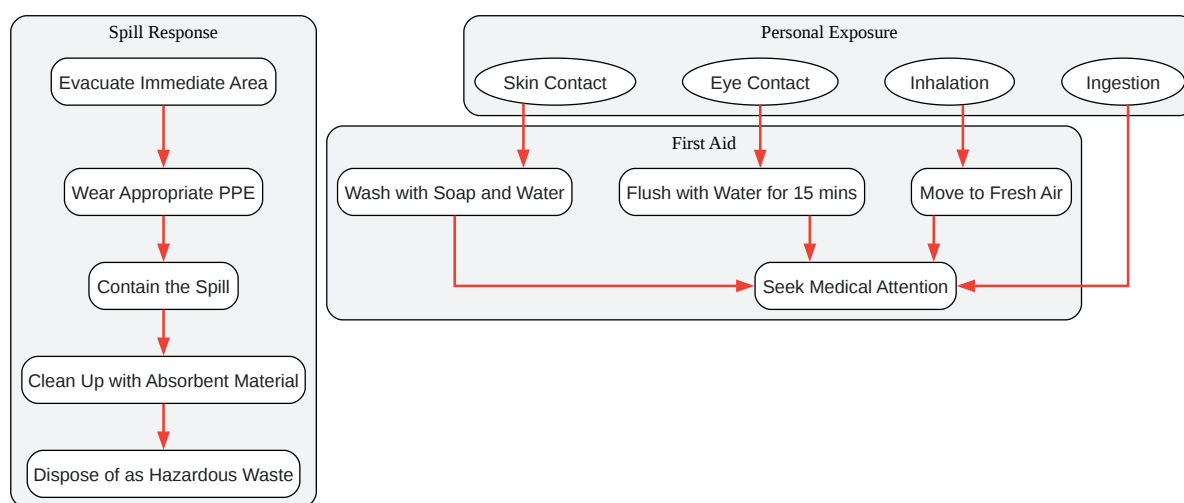 Spill Response
Evacuate Immediate Area
Wear Appropriate PPE
Contain the Spill
Clean Up with Absorbent Material
Dispose of as Hazardous Waste
Personal Exposure
Skin Contact
Eye Contact
Inhalation
Ingestion
First Aid
Wash with Soap and Water
Flush with Water for 15 mins
Move to Fresh Air
Seek Medical Attention